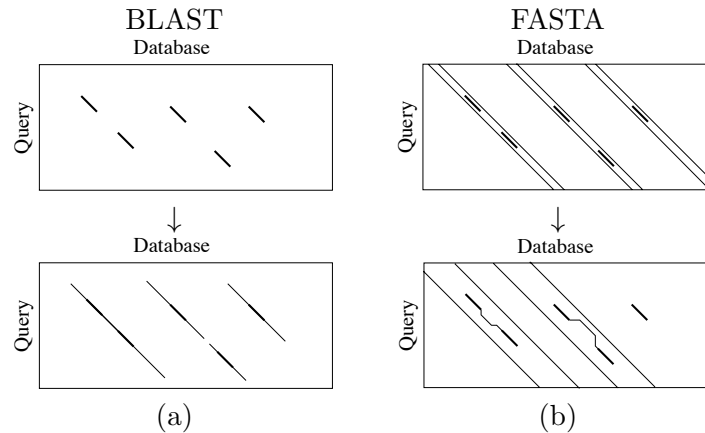 BLAST
Database
Query
↓
Database
Query
(a)
FASTA
Database
Query
↓
Database
Query
(b)